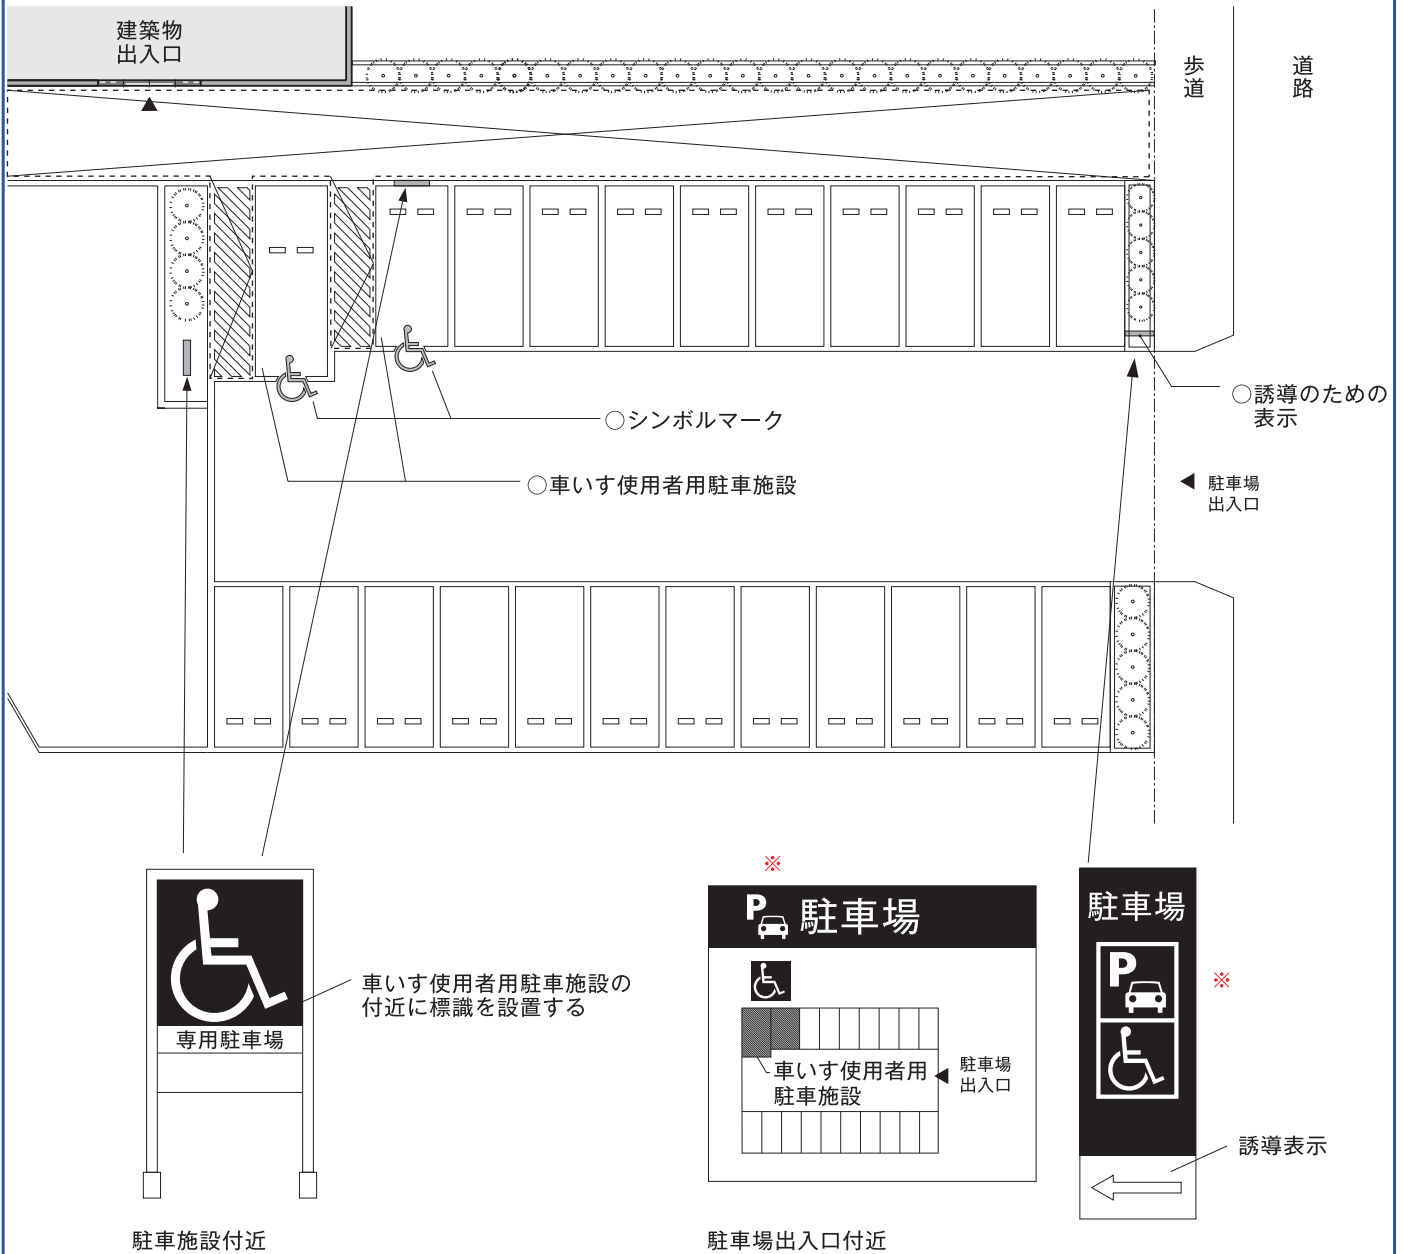 建築物
出入口
歩道
道路
○誘導のための
表示
○シンボルマーク
○車いす使用者用駐車施設
駐車場
出入口
※
P 駐車場
駐車場
P
※
専用駐車場
車いす使用者用駐車施設の
付近に標識を設置する
車いす使用者用
駐車施設
駐車場
出入口
誘導表示
駐車施設付近
駐車場出入口付近